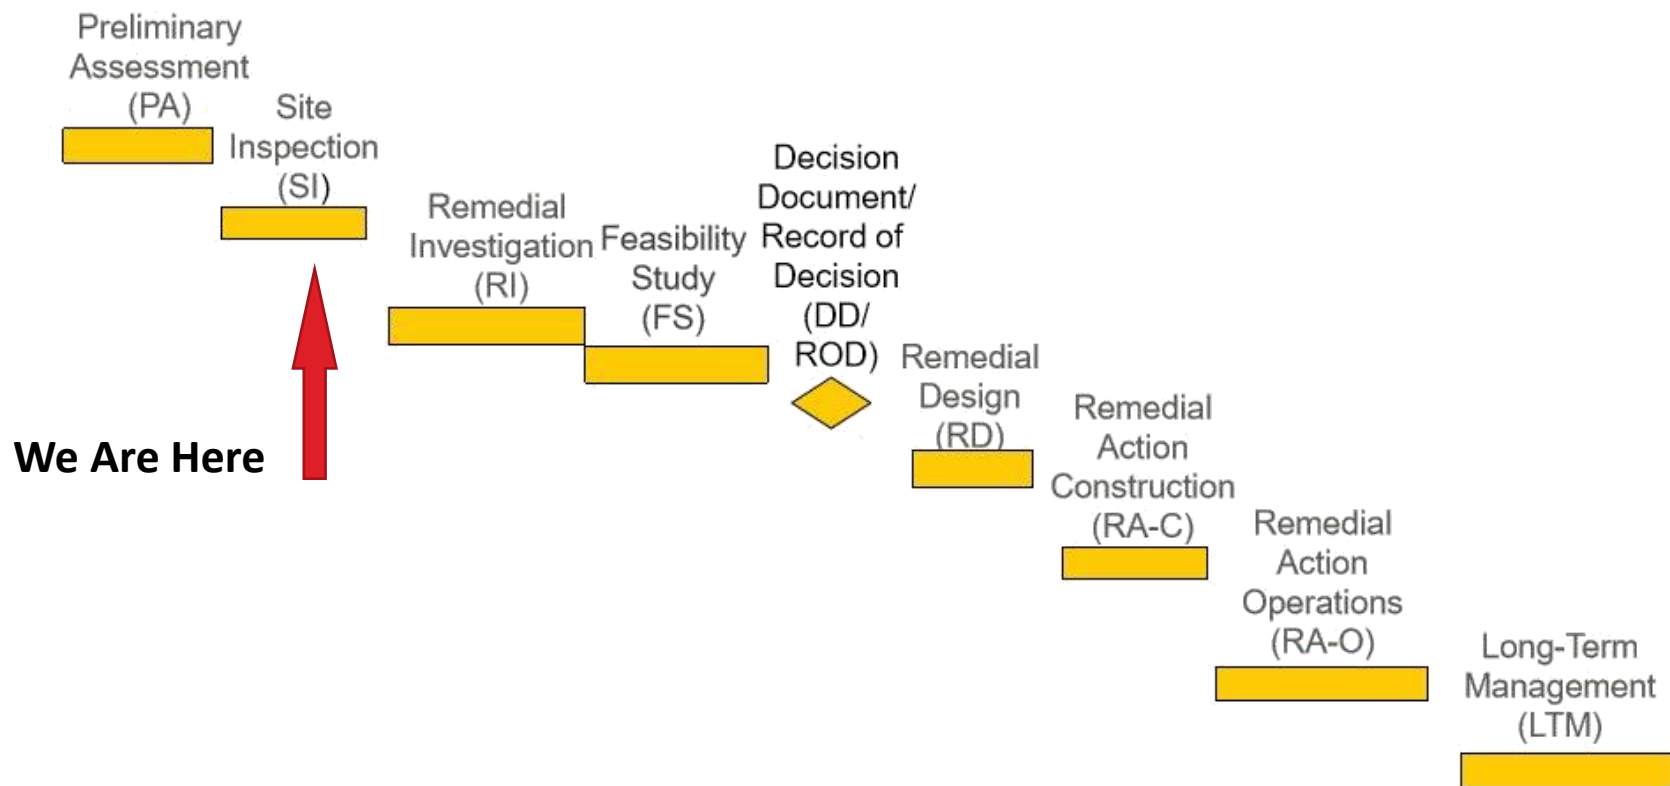 Preliminary
Assessment
(PA)
Site
Inspection
(SI)
Remedial
Investigation
(RI)
Feasibility
Study
(FS)
Decision
Document/
Record of
Decision
(DD/
ROD)
Remedial
Design
(RD)
Remedial
Action
Construction
(RA-C)
Remedial
Action
Operations
(RA-O)
Long-Term
Management
(LTM)
We Are Here